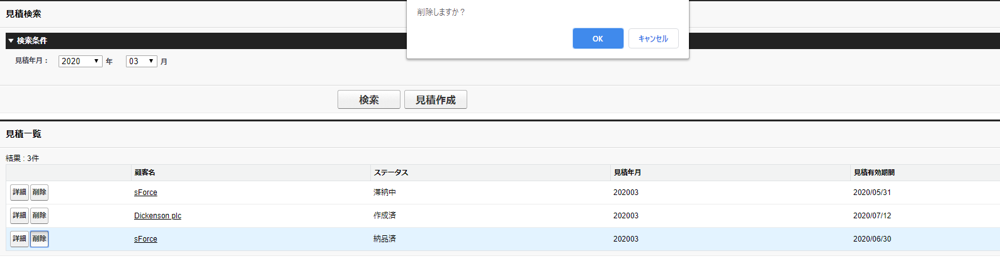 見積検索
削除しますか？
OK キャンセル
▼ 検索条件
見積年月： 2020 ▼ 年 03 ▼ 月
検索 見積作成
見積一覧
結果 : 3件
顧客名 ステータス 見積年月 見積有効期間
詳細 削除 sForce 滞納中 202003 2020/05/31
詳細 削除 Dickenson plc 作成済 202003 2020/07/12
詳細 削除 sForce 納品済 202003 2020/06/30